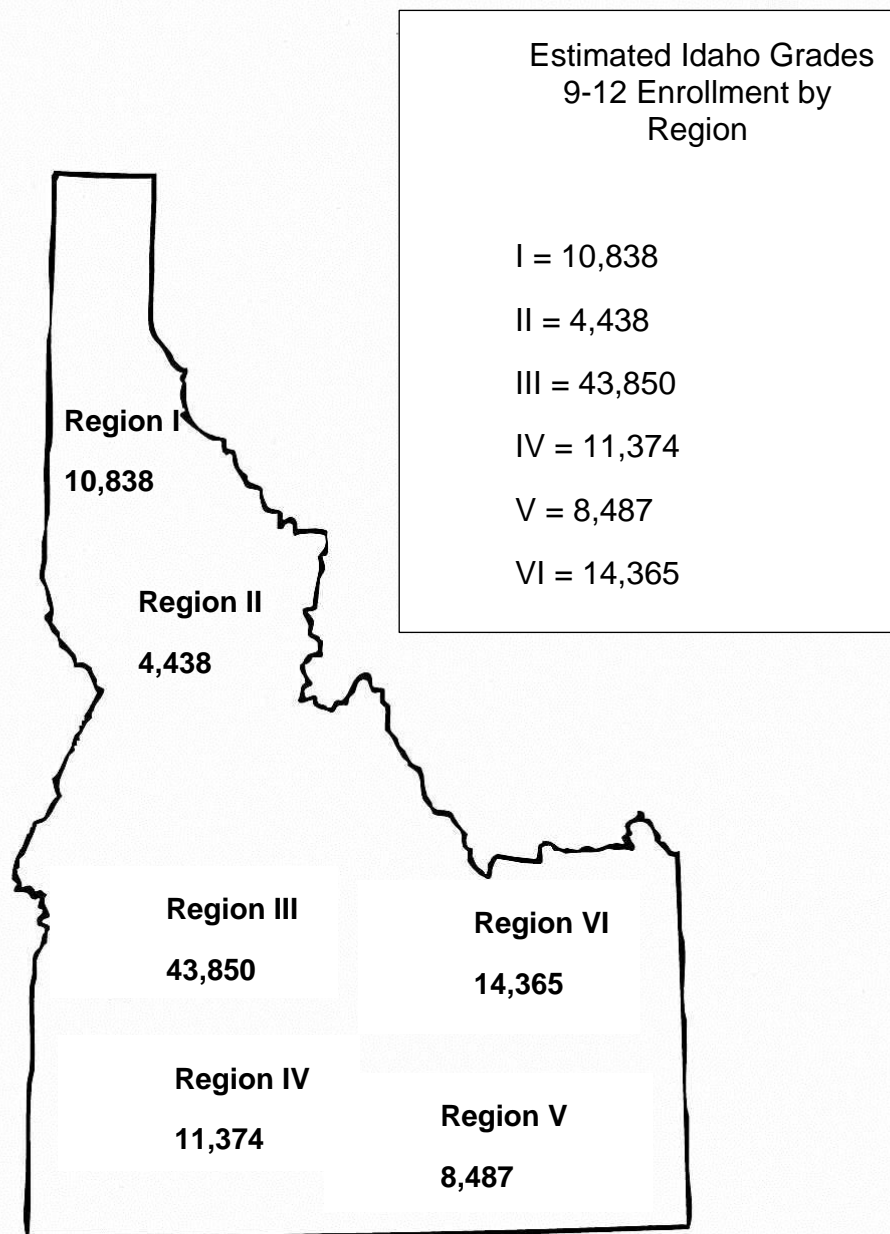 Estimated Idaho Grades
9-12 Enrollment by
Region
I = 10,838
II = 4,438
III = 43,850
IV = 11,374
V = 8,487
VI = 14,365
Region I
10,838
Region II
4,438
Region III
43,850
Region VI
14,365
Region IV
11,374
Region V
8,487